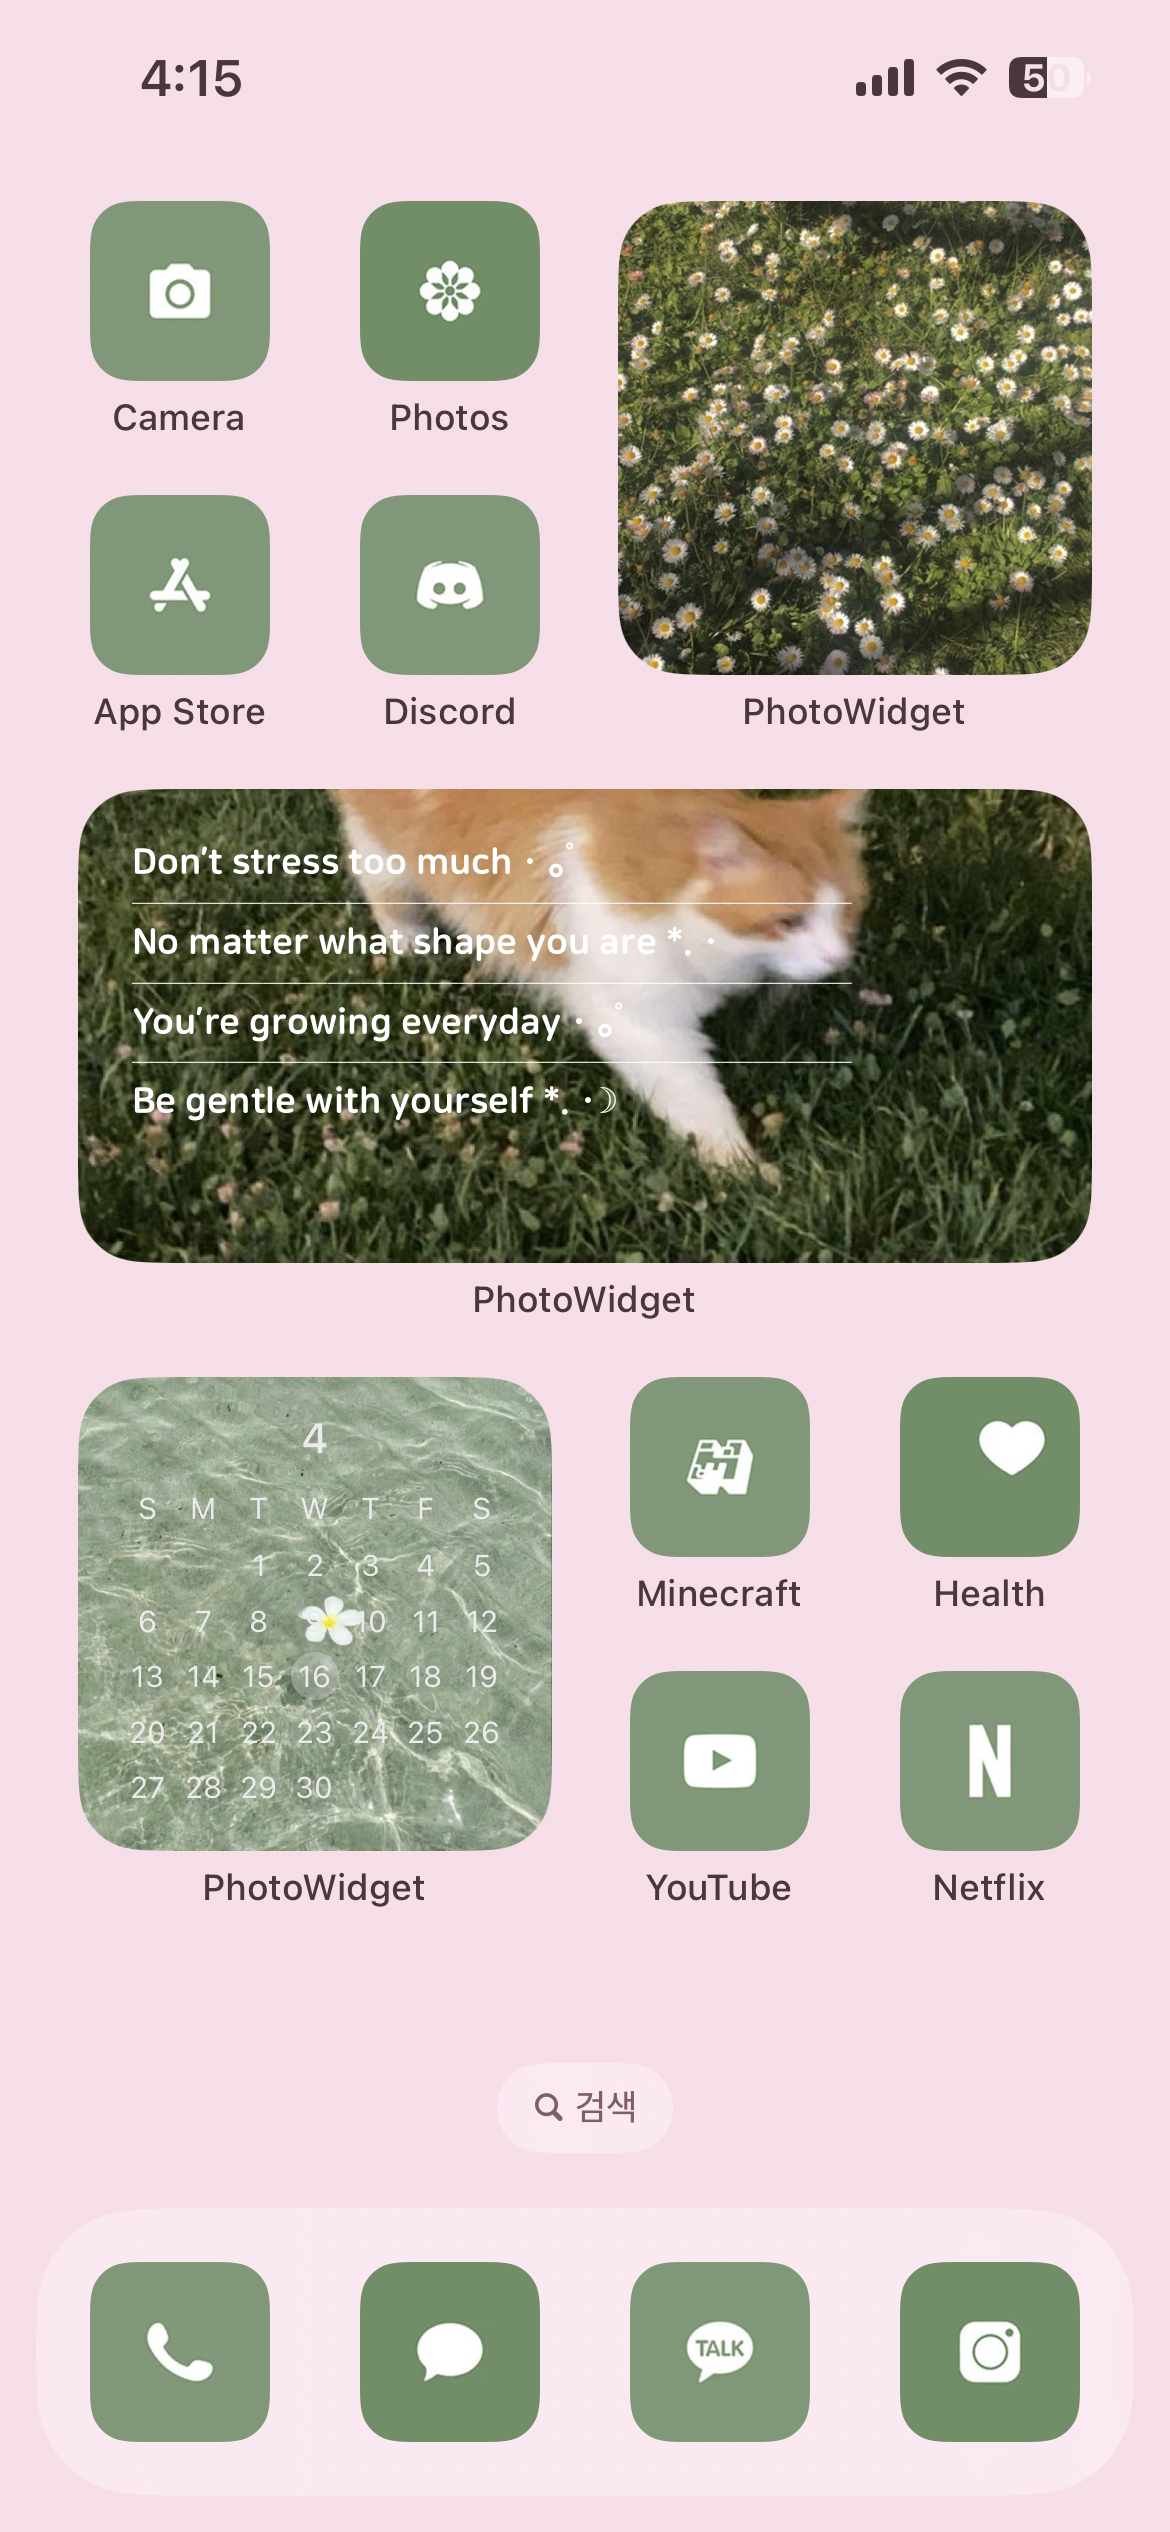 4:15
50
Camera
Photos
App Store
Discord
PhotoWidget
Don't stress too much
No matter what shape you are *.
You're growing everyday
Be gentle with yourself *. ☽
PhotoWidget
4
S M T W T F S
1 2 3 4 5
6 7 8 10 11 12
13 14 15 16 17 18 19
20 21 22 23 24 25 26
27 28 29 30
PhotoWidget
Minecraft
Health
YouTube
N
Netflix
검색
TALK